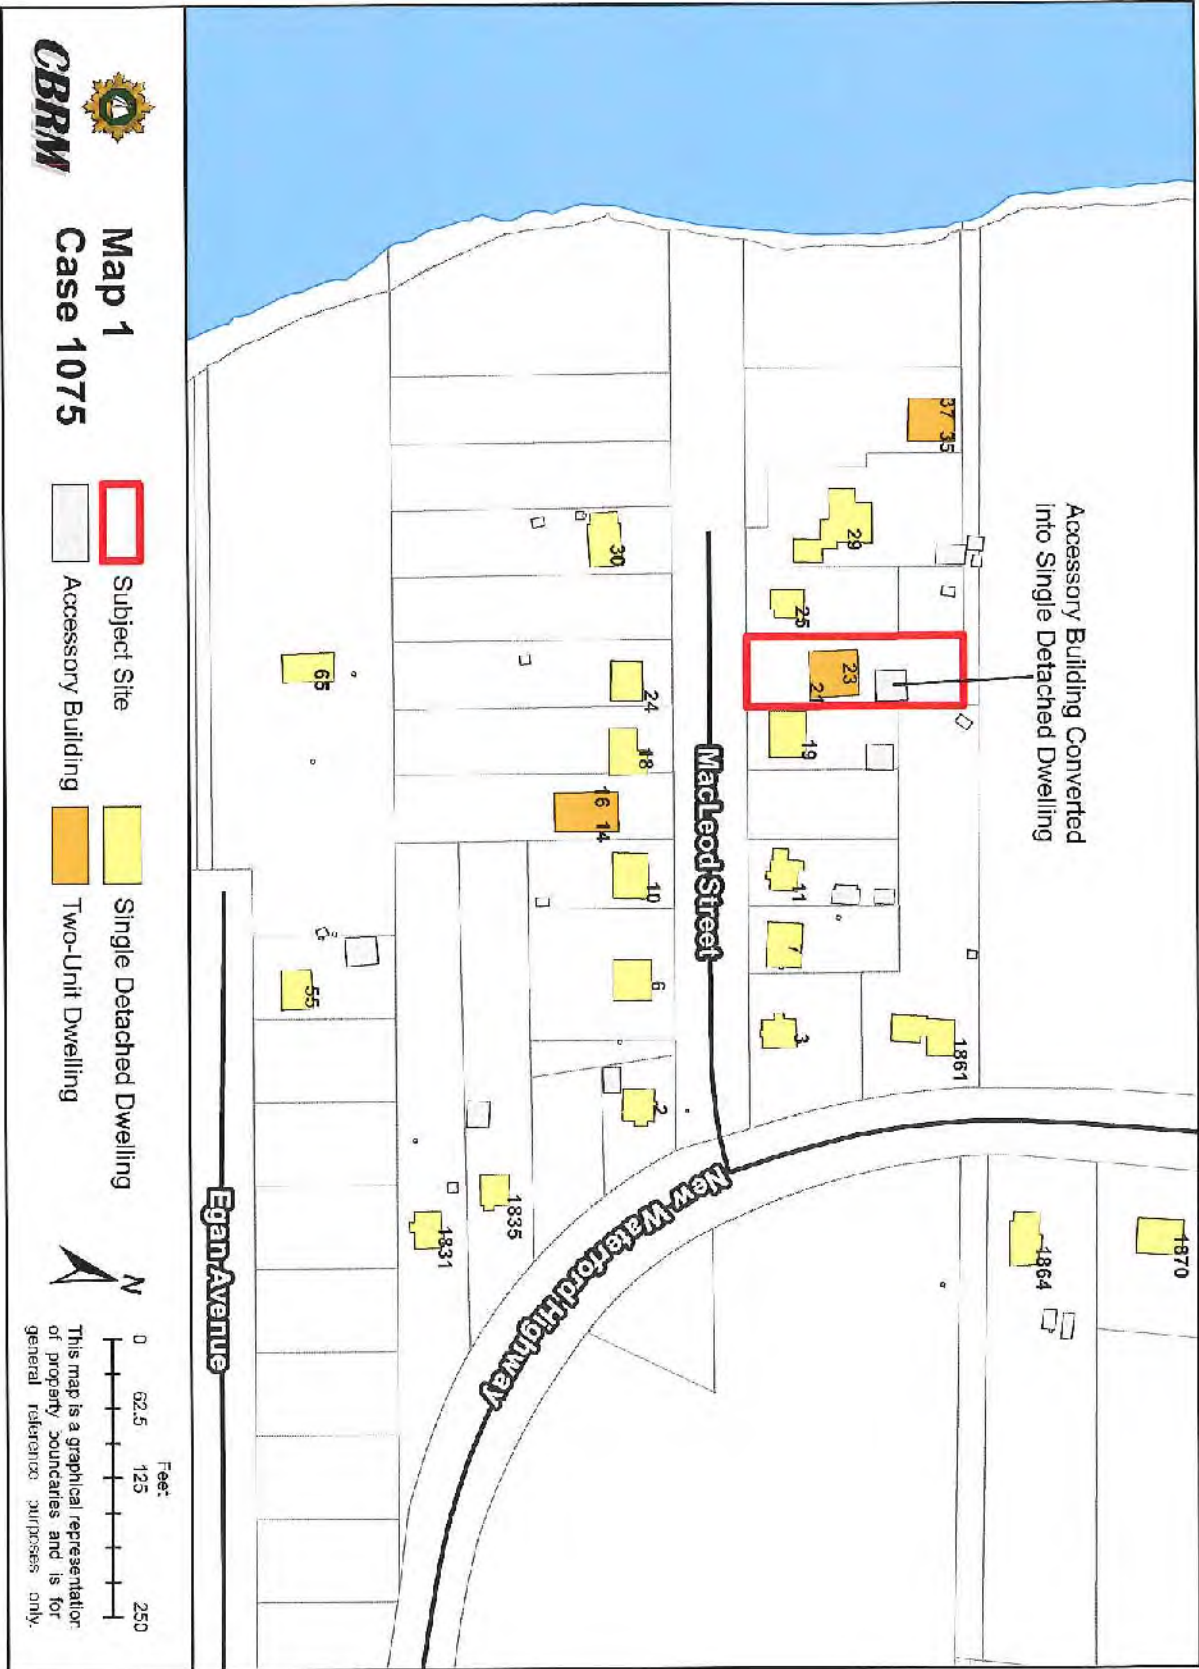 Accessory Building Converted
into Single Detached Dwelling
1870
1864
1861
37 35
29
25
23
21
19
11
7
3
MacLeod Street
30
24
18
16 14
10
6
2
New Waterford Highway
65
55
1835
1831
Egan Avenue
CBRM
Map 1
Case 1075
Subject Site
Accessory Building
Single Detached Dwelling
Two-Unit Dwelling
N
Feet
0 62.5 125 250
This map is a graphical representation
of property boundaries and is for
general reference purposes only.